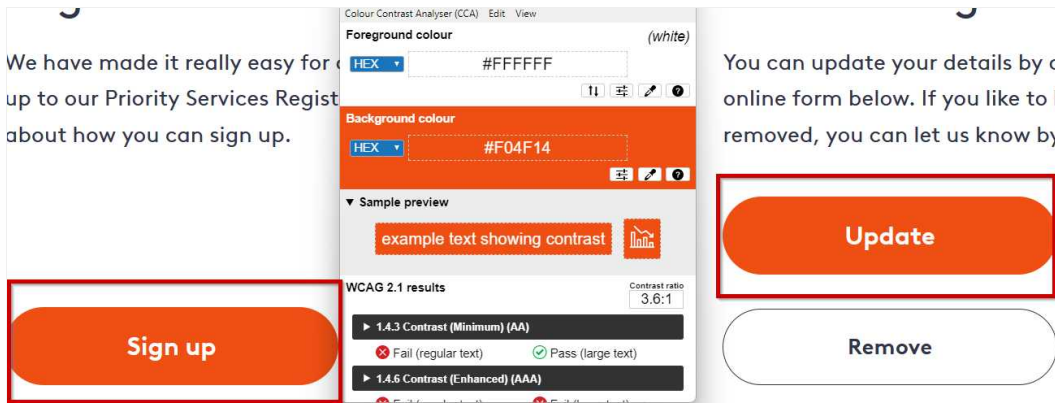 We have made it really easy for
up to our Priority Services Regist
about how you can sign up.
Sign up
Colour Contrast Analyser (CCA) Edit View
Foreground colour (white)
HEX #FFFFFF
Background colour
HEX #F04F14
▼ Sample preview
example text showing contrast
WCAG 2.1 results
Contrast ratio
3.6:1
▶ 1.4.3 Contrast (Minimum) (AA)
Fail (regular text) Pass (large text)
▶ 1.4.6 Contrast (Enhanced) (AAA)
You can update your details by
online form below. If you like to
removed, you can let us know by
Update
Remove